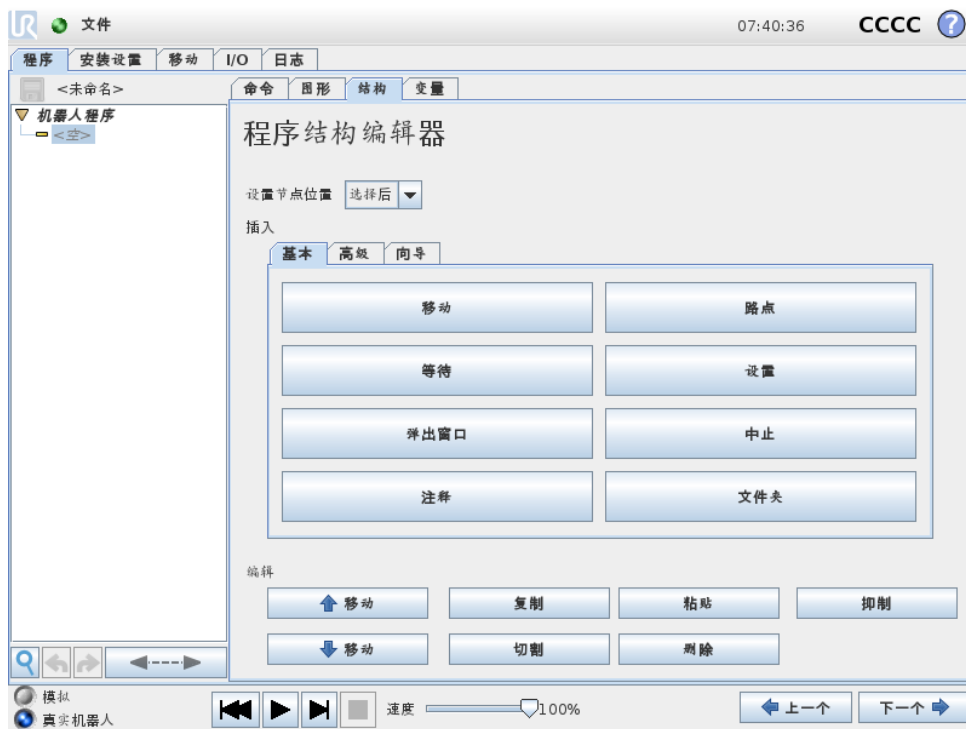 UR 文件 07:40:36 CCCC ?
程序 安装设置 移动 I/O 日志
<未命名> 命令 图形 结构 变量
机器人程序
<空>
程序结构编辑器
设置节点位置 选择后
插入
基本 高级 向导
移动 路点
等待 设置
弹出窗口 中止
注释 文件夹
编辑
移动 复制 粘贴 抑制
移动 切割 删除
模拟
真实机器人
速度 100%
上一个 下一个